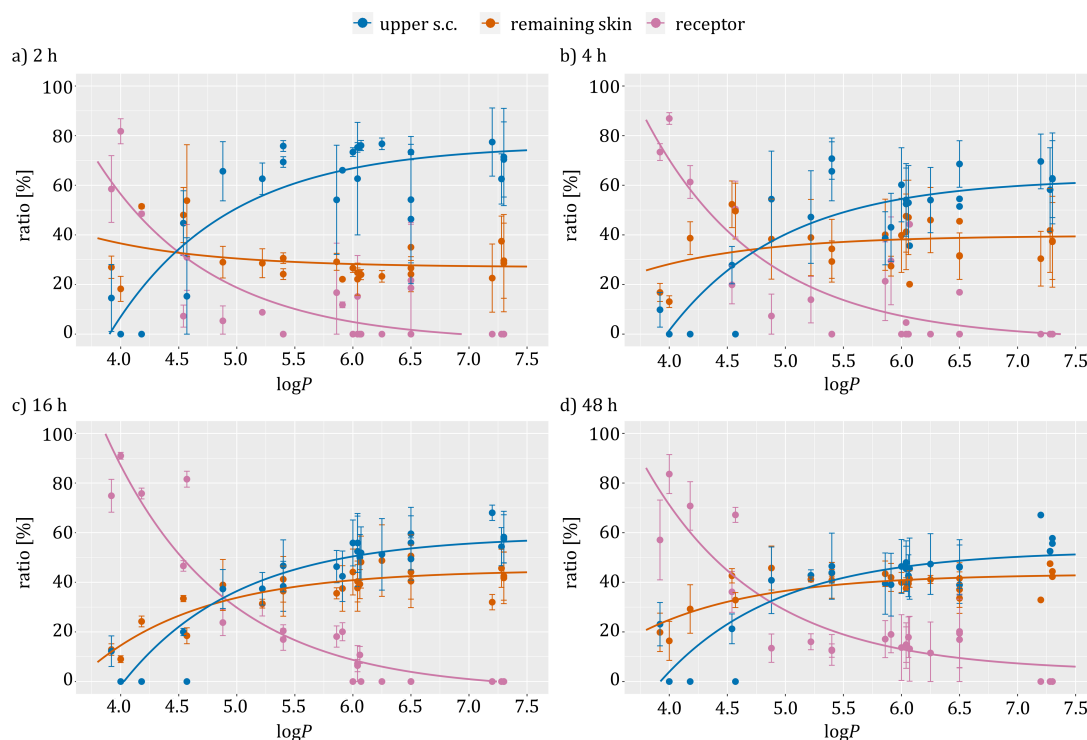 upper s.c. remaining skin receptor
a) 2 h b) 4 h
100 100
80 80
60 60
40 40
20 20
0 0
ratio [%] ratio [%]
4.0 4.5 5.0 5.5 6.0 6.5 7.0 7.5 4.0 4.5 5.0 5.5 6.0 6.5 7.0 7.5
logP logP
c) 16 h d) 48 h
100 100
80 80
60 60
40 40
20 20
0 0
ratio [%] ratio [%]
4.0 4.5 5.0 5.5 6.0 6.5 7.0 7.5 4.0 4.5 5.0 5.5 6.0 6.5 7.0 7.5
logP logP